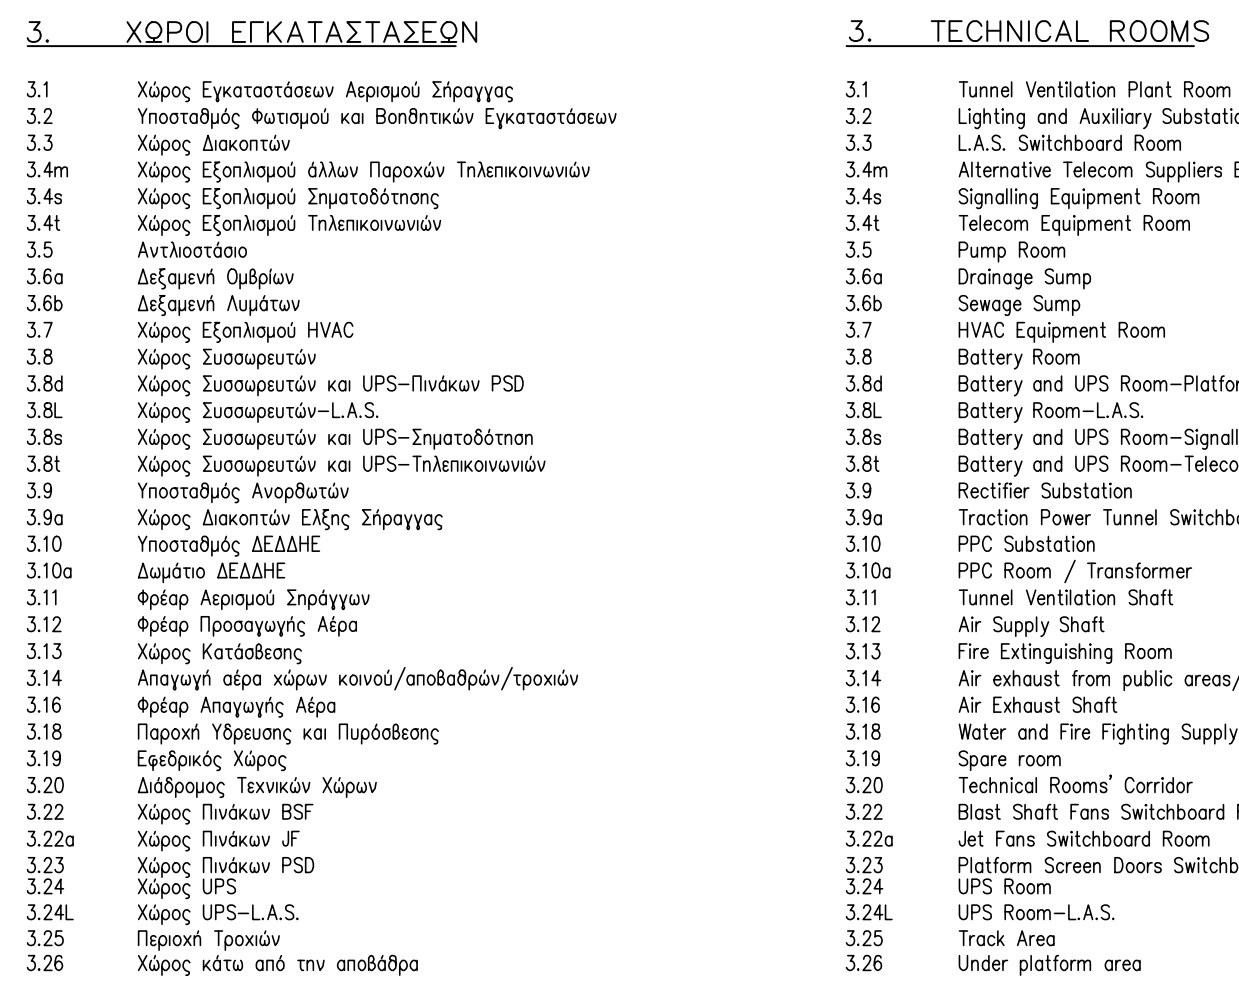 3. ΧΩΡΟΙ ΕΓΚΑΤΑΣΤΑΣΕΩΝ
3.1 Χώρος Εγκαταστάσεων Αερισμού Σήραγγας
3.2 Υποσταθμός Φωτισμού και Βοηθητικών Εγκαταστάσεων
3.3 Χώρος Διακοπτών
3.4m Χώρος Εξοπλισμού άλλων Παροχών Τηλεπικοινωνιών
3.4s Χώρος Εξοπλισμού Σηματοδότησης
3.4t Χώρος Εξοπλισμού Τηλεπικοινωνιών
3.5 Αντλιοστάσιο
3.6a Δεξαμενή Ομβρίων
3.6b Δεξαμενή Λυμάτων
3.7 Χώρος Εξοπλισμού HVAC
3.8 Χώρος Συσσωρευτών
3.8d Χώρος Συσσωρευτών και UPS–Πινάκων PSD
3.8L Χώρος Συσσωρευτών–L.A.S.
3.8s Χώρος Συσσωρευτών και UPS–Σηματοδότηση
3.8t Χώρος Συσσωρευτών και UPS–Τηλεπικοινωνιών
3.9 Υποσταθμός Ανορθωτών
3.9a Χώρος Διακοπτών Ελξης Σήραγγας
3.10 Υποσταθμός ΔΕΔΔΗΕ
3.10a Δωμάτιο ΔΕΔΔΗΕ
3.11 Φρέαρ Αερισμού Σηράγγων
3.12 Φρέαρ Προσαγωγής Αέρα
3.13 Χώρος Κατάσβεσης
3.14 Απαγωγή αέρα χώρων κοινού/αποβαθρών/τροχιών
3.16 Φρέαρ Απαγωγής Αέρα
3.18 Παροχή Υδρευσης και Πυρόσβεσης
3.19 Εφεδρικός Χώρος
3.20 Διάδρομος Τεχνικών Χώρων
3.22 Χώρος Πινάκων BSF
3.22a Χώρος Πινάκων JF
3.23 Χώρος Πινάκων PSD
3.24 Χώρος UPS
3.24L Χώρος UPS–L.A.S.
3.25 Περιοχή Τροχιών
3.26 Χώρος κάτω από την αποβάθρα
3. TECHNICAL ROOMS
3.1 Tunnel Ventilation Plant Room
3.2 Lighting and Auxiliary
3.3 L.A.S. Switchboard Room
3.4m Alternative Telecom Suppliers
3.4s Signalling Equipment Room
3.4t Telecom Equipment Room
3.5 Pump Room
3.6a Drainage Sump
3.6b Sewage Sump
3.7 HVAC Equipment Room
3.8 Battery Room
3.8d Battery and UPS Room–
3.8L Battery Room–L.A.S.
3.8s Battery and UPS Room–
3.8t Battery and UPS Room–
3.9 Rectifier Substation
3.9a Traction Power Tunnel
3.10 PPC Substation
3.10a PPC Room / Transformer
3.11 Tunnel Ventilation Shaft
3.12 Air Supply Shaft
3.13 Fire Extinguishing Room
3.14 Air exhaust from public areas/
3.16 Air Exhaust Shaft
3.18 Water and Fire Fighting Supply
3.19 Spare room
3.20 Technical Rooms' Corridor
3.22 Blast Shaft Fans Switchboard
3.22a Jet Fans Switchboard Room
3.23 Platform Screen Doors
3.24 UPS Room
3.24L UPS Room–L.A.S.
3.25 Track Area
3.26 Under platform area